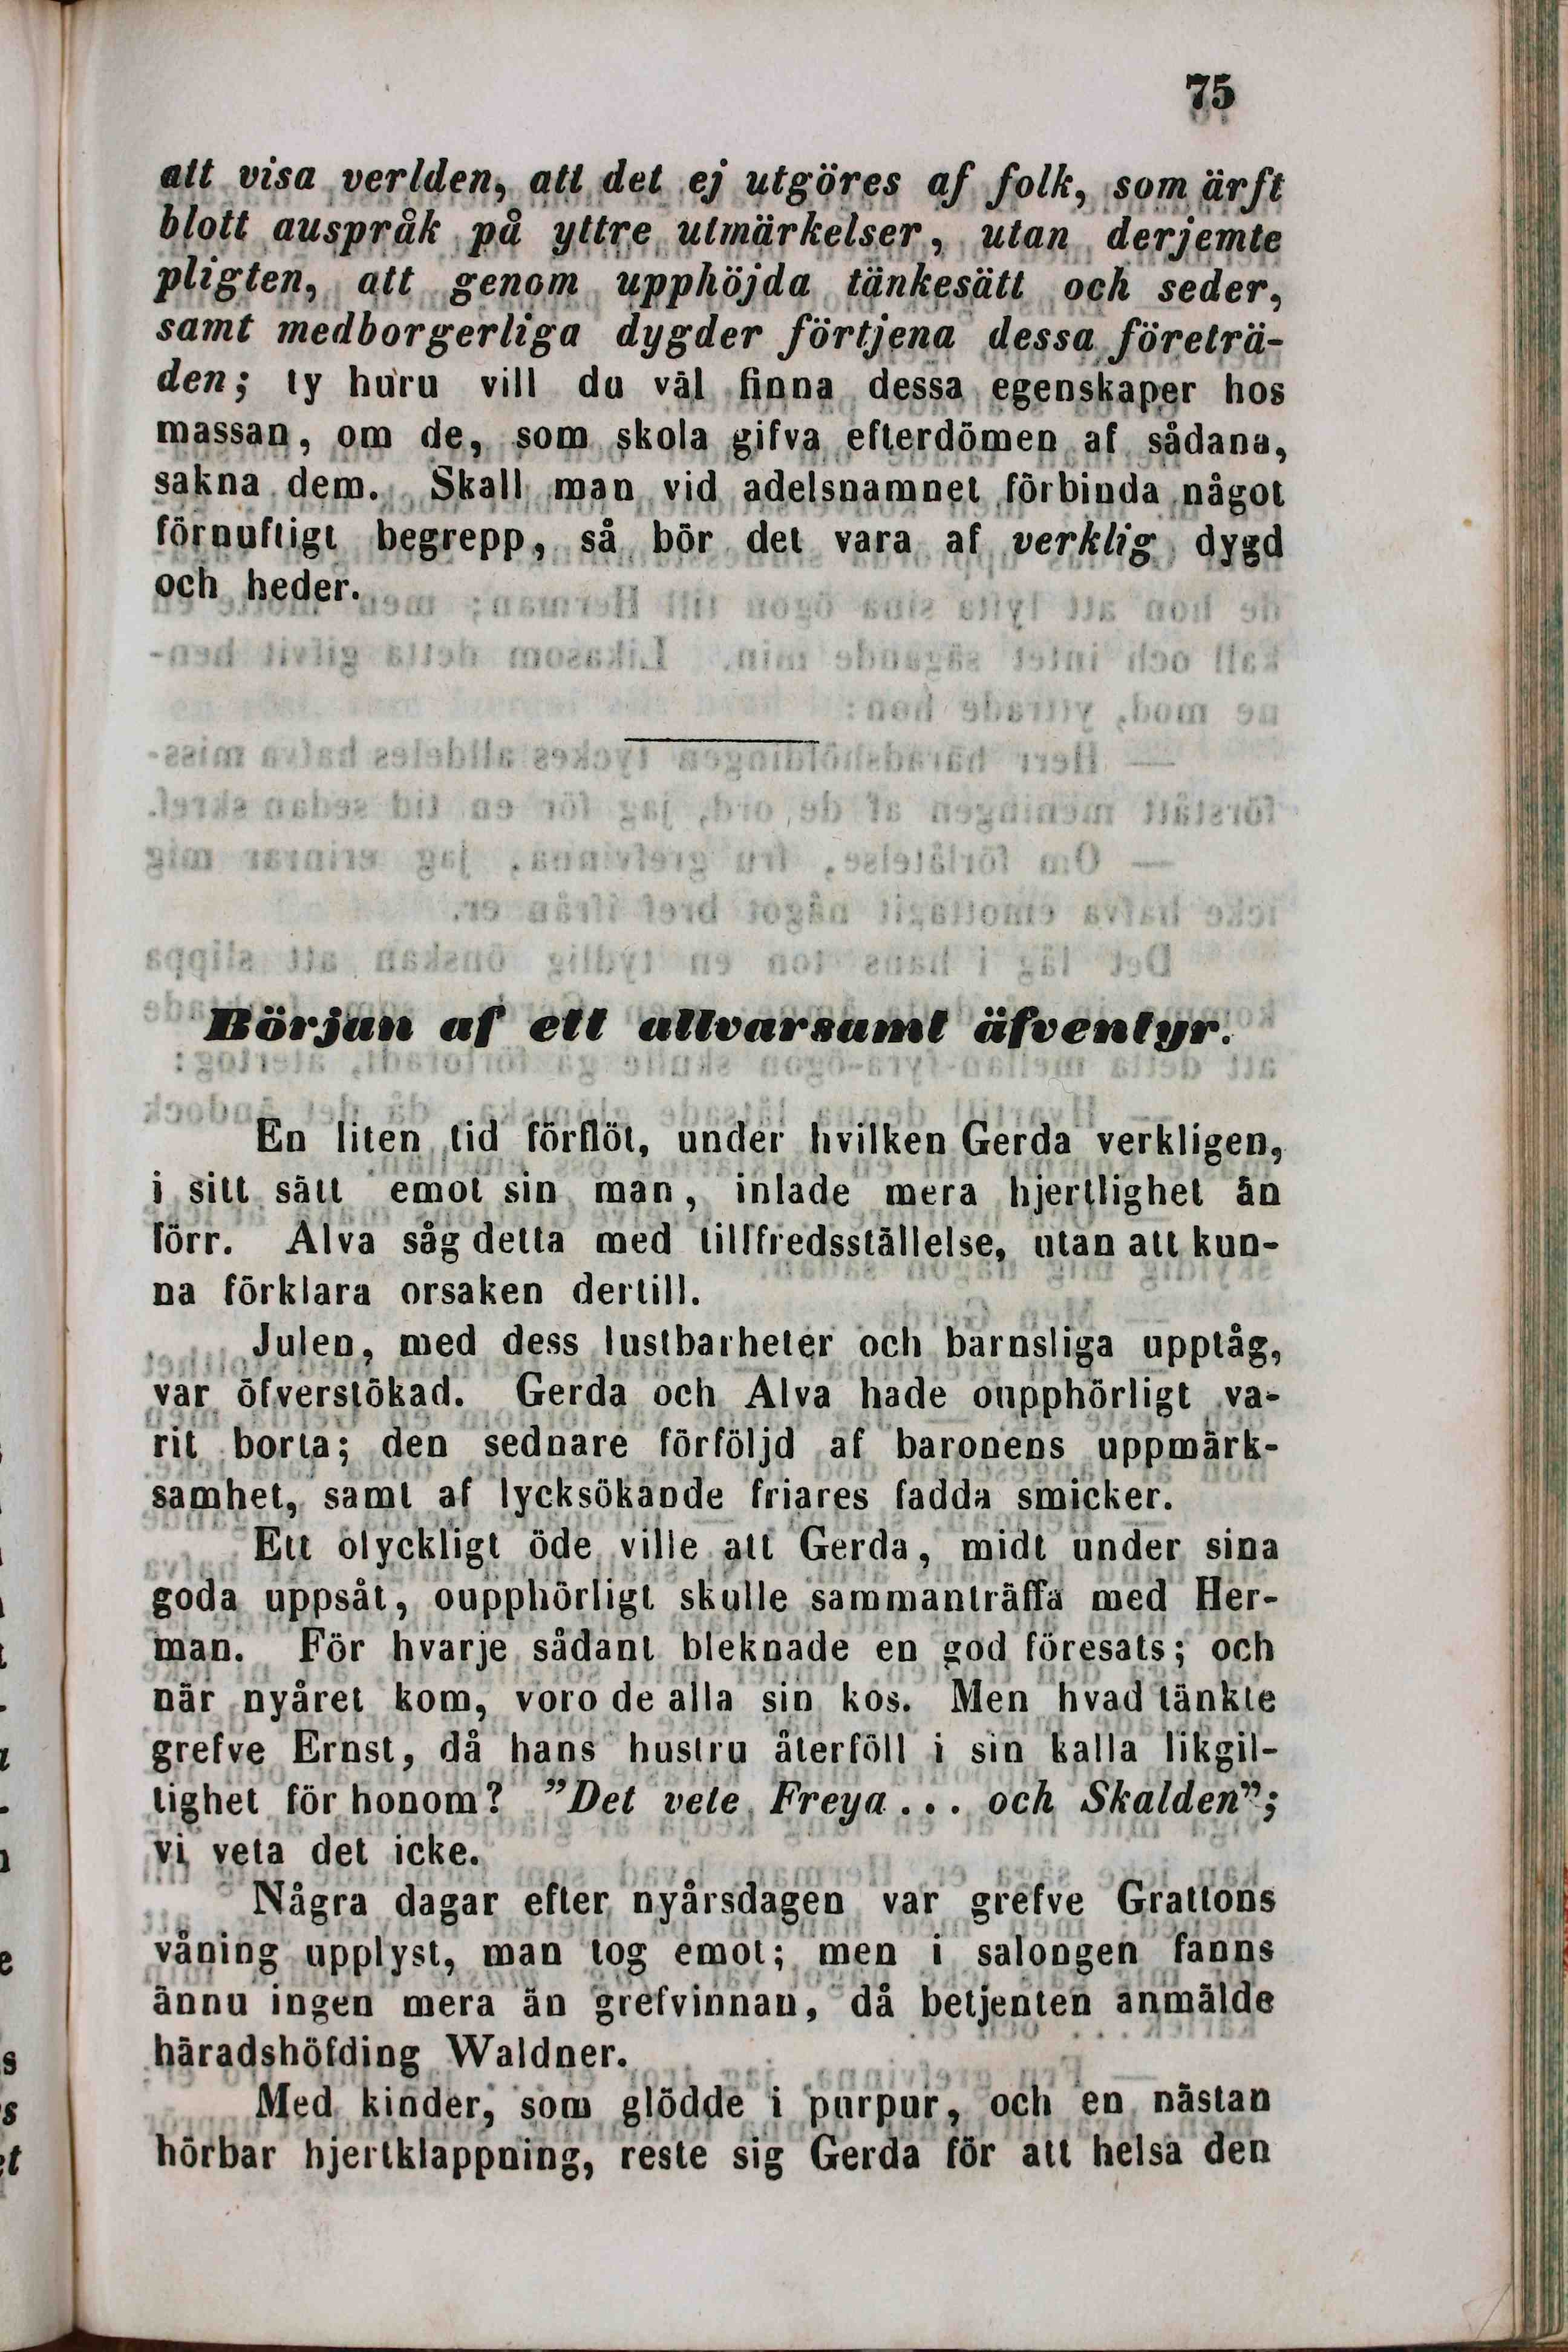 75
att visa verlden, att det ej utgöres af folk, som ärft
blott auspråk på yttre utmärkelser, utan derjemte
pligten, att genom upphöjda tänkesätt och seder,
samt medborgerliga dygder förtjena dessa företrä-
den; ty huru vill du väl finna dessa egenskaper hos
massan, om de, som skola gifva efterdömen af sådana,
sakna dem. Skall man vid adelsnamnet förbinda något
förnuftigt begrepp, så bör det vara af verklig dygd
och heder.
Början af ett allvarsamt äfventyr.
En liten tid förflöt, under hvilken Gerda verkligen,
i sitt sätt emot sin man, inlade mera hjertlighet än
förr. Alva såg detta med tillfredsställelse, utan att kun-
na förklara orsaken dertill.
Julen, med dess lustbarheter och barnsliga upptåg,
var öfverstökad. Gerda och Alva hade oupphörligt va-
rit borta; den sednare förföljd af baronens uppmärk-
samhet, samt af lycksökande friares fadda smicker.
Ett olyckligt öde ville att Gerda, midt under sina
goda uppsåt, oupphörligt skulle sammanträffa med Her-
man. För hvarje sådant bleknade en god föresats; och
när nyåret kom, voro de alla sin kos. Men hvad tänkte
grefve Ernst, då hans hustru återföll i sin kalla likgil-
tighet för honom? ”Det vete Freya... och Skalden”;
vi veta det icke.
Några dagar efter nyårsdagen var grefve Grattons
våning upplyst, man tog emot; men i salongen fanns
ännu ingen mera än grefvinnan, då betjenten anmälde
häradshöfding Waldner.
Med kinder, som glödde i purpur, och en nästan
hörbar hjertklappning, reste sig Gerda för att helsa den